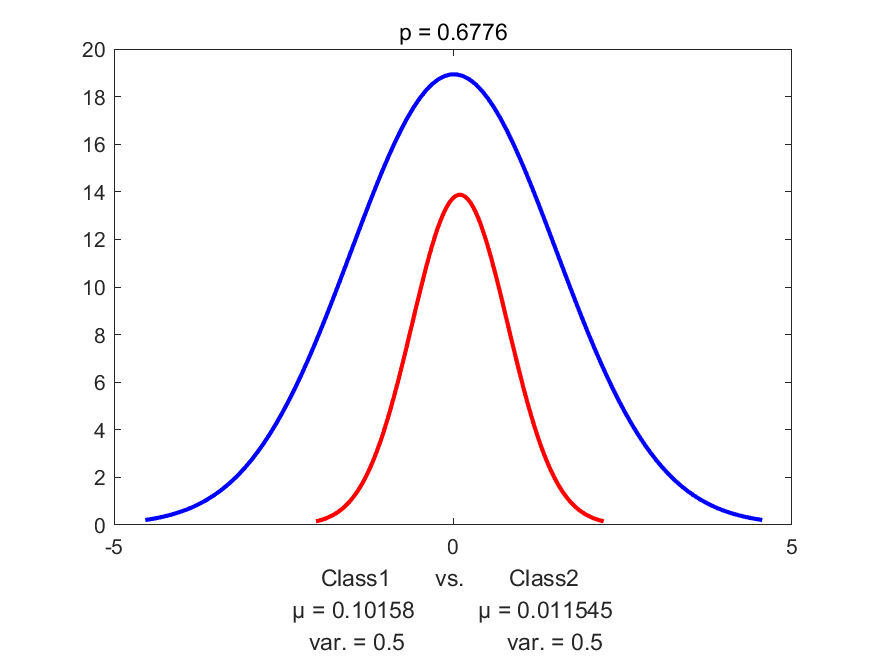 p = 0.6776
20
18
16
14
12
10
8
6
4
2
0
-5 0 5
Class1 vs. Class2
μ = 0.10158 μ = 0.011545
var. = 0.5 var. = 0.5